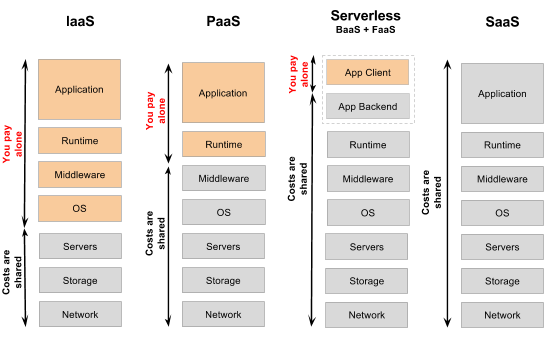 IaaS
You pay
alone
Costs are
shared
Application
Runtime
Middleware
OS
Servers
Storage
Network
PaaS
You pay
alone
Costs are
shared
Application
Runtime
Middleware
OS
Servers
Storage
Network
Serverless
BaaS + FaaS
You pay
alone
Costs are
shared
App Client
App Backend
Runtime
Middleware
OS
Servers
Storage
Network
SaaS
Costs are
shared
Application
Runtime
Middleware
OS
Servers
Storage
Network